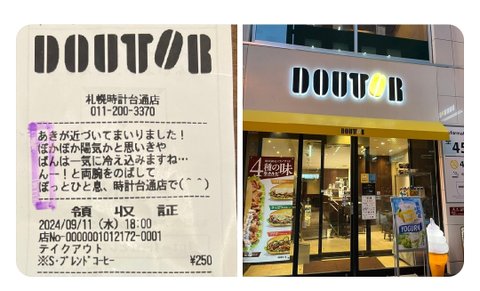 DOUTOR
札幌時計台通店
011-200-3370
あきが近づいてまいりました!
ぽかぽか陽気かと思いきや
ばんは一気に冷え込みますね…
んー!と両腕をのばして
ほっとひと息、時計台通店で(^^)
領 収 証
2024/09/11 (水) 18:00
店No-0000001012172-0001
テイクアウト
※S・ブレンドコーヒー ¥250
DOUTOR
DOUTOR
4種の味
YOGURT